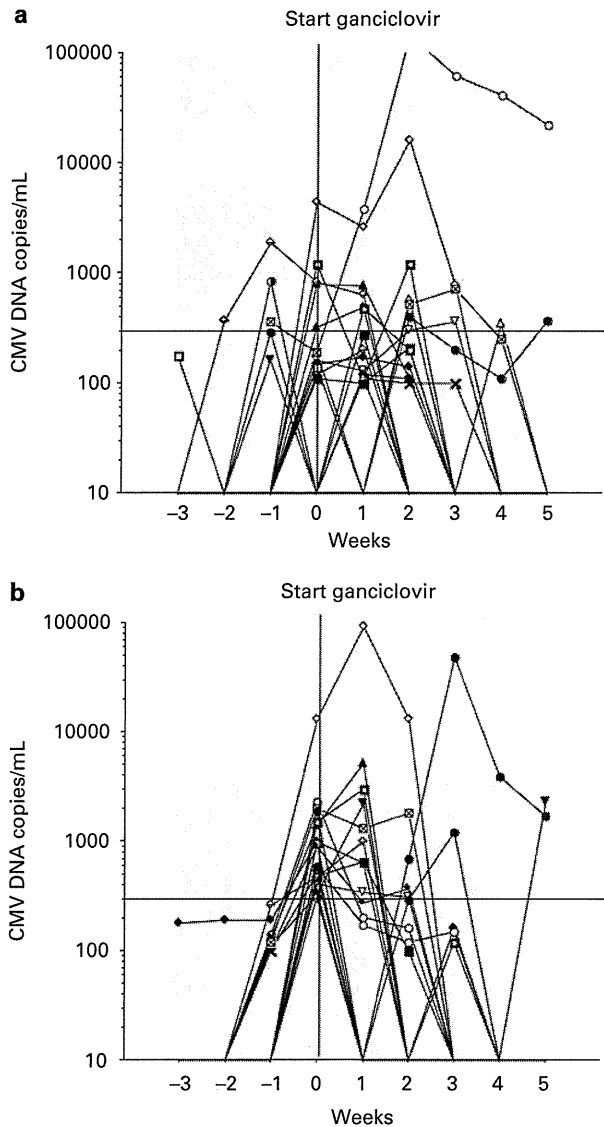 a
Start ganciclovir
100000
10000
1000
100
10
CMV DNA copies/mL
–3 –2 –1 0 1 2 3 4 5
Weeks
b
Start ganciclovir
100000
10000
1000
100
10
CMV DNA copies/mL
–3 –2 –1 0 1 2 3 4 5
Weeks